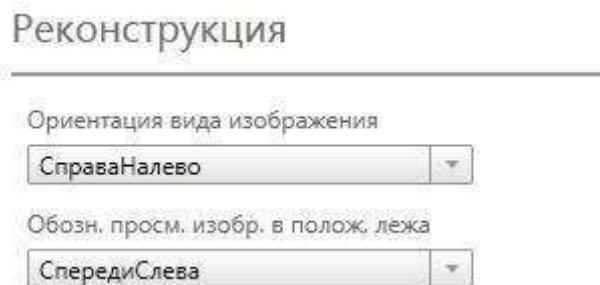 Реконструкция
Ориентация вида изображения
СправаНалево
Обозн. просм. изобр. в полож. лежа
СпередиСлева